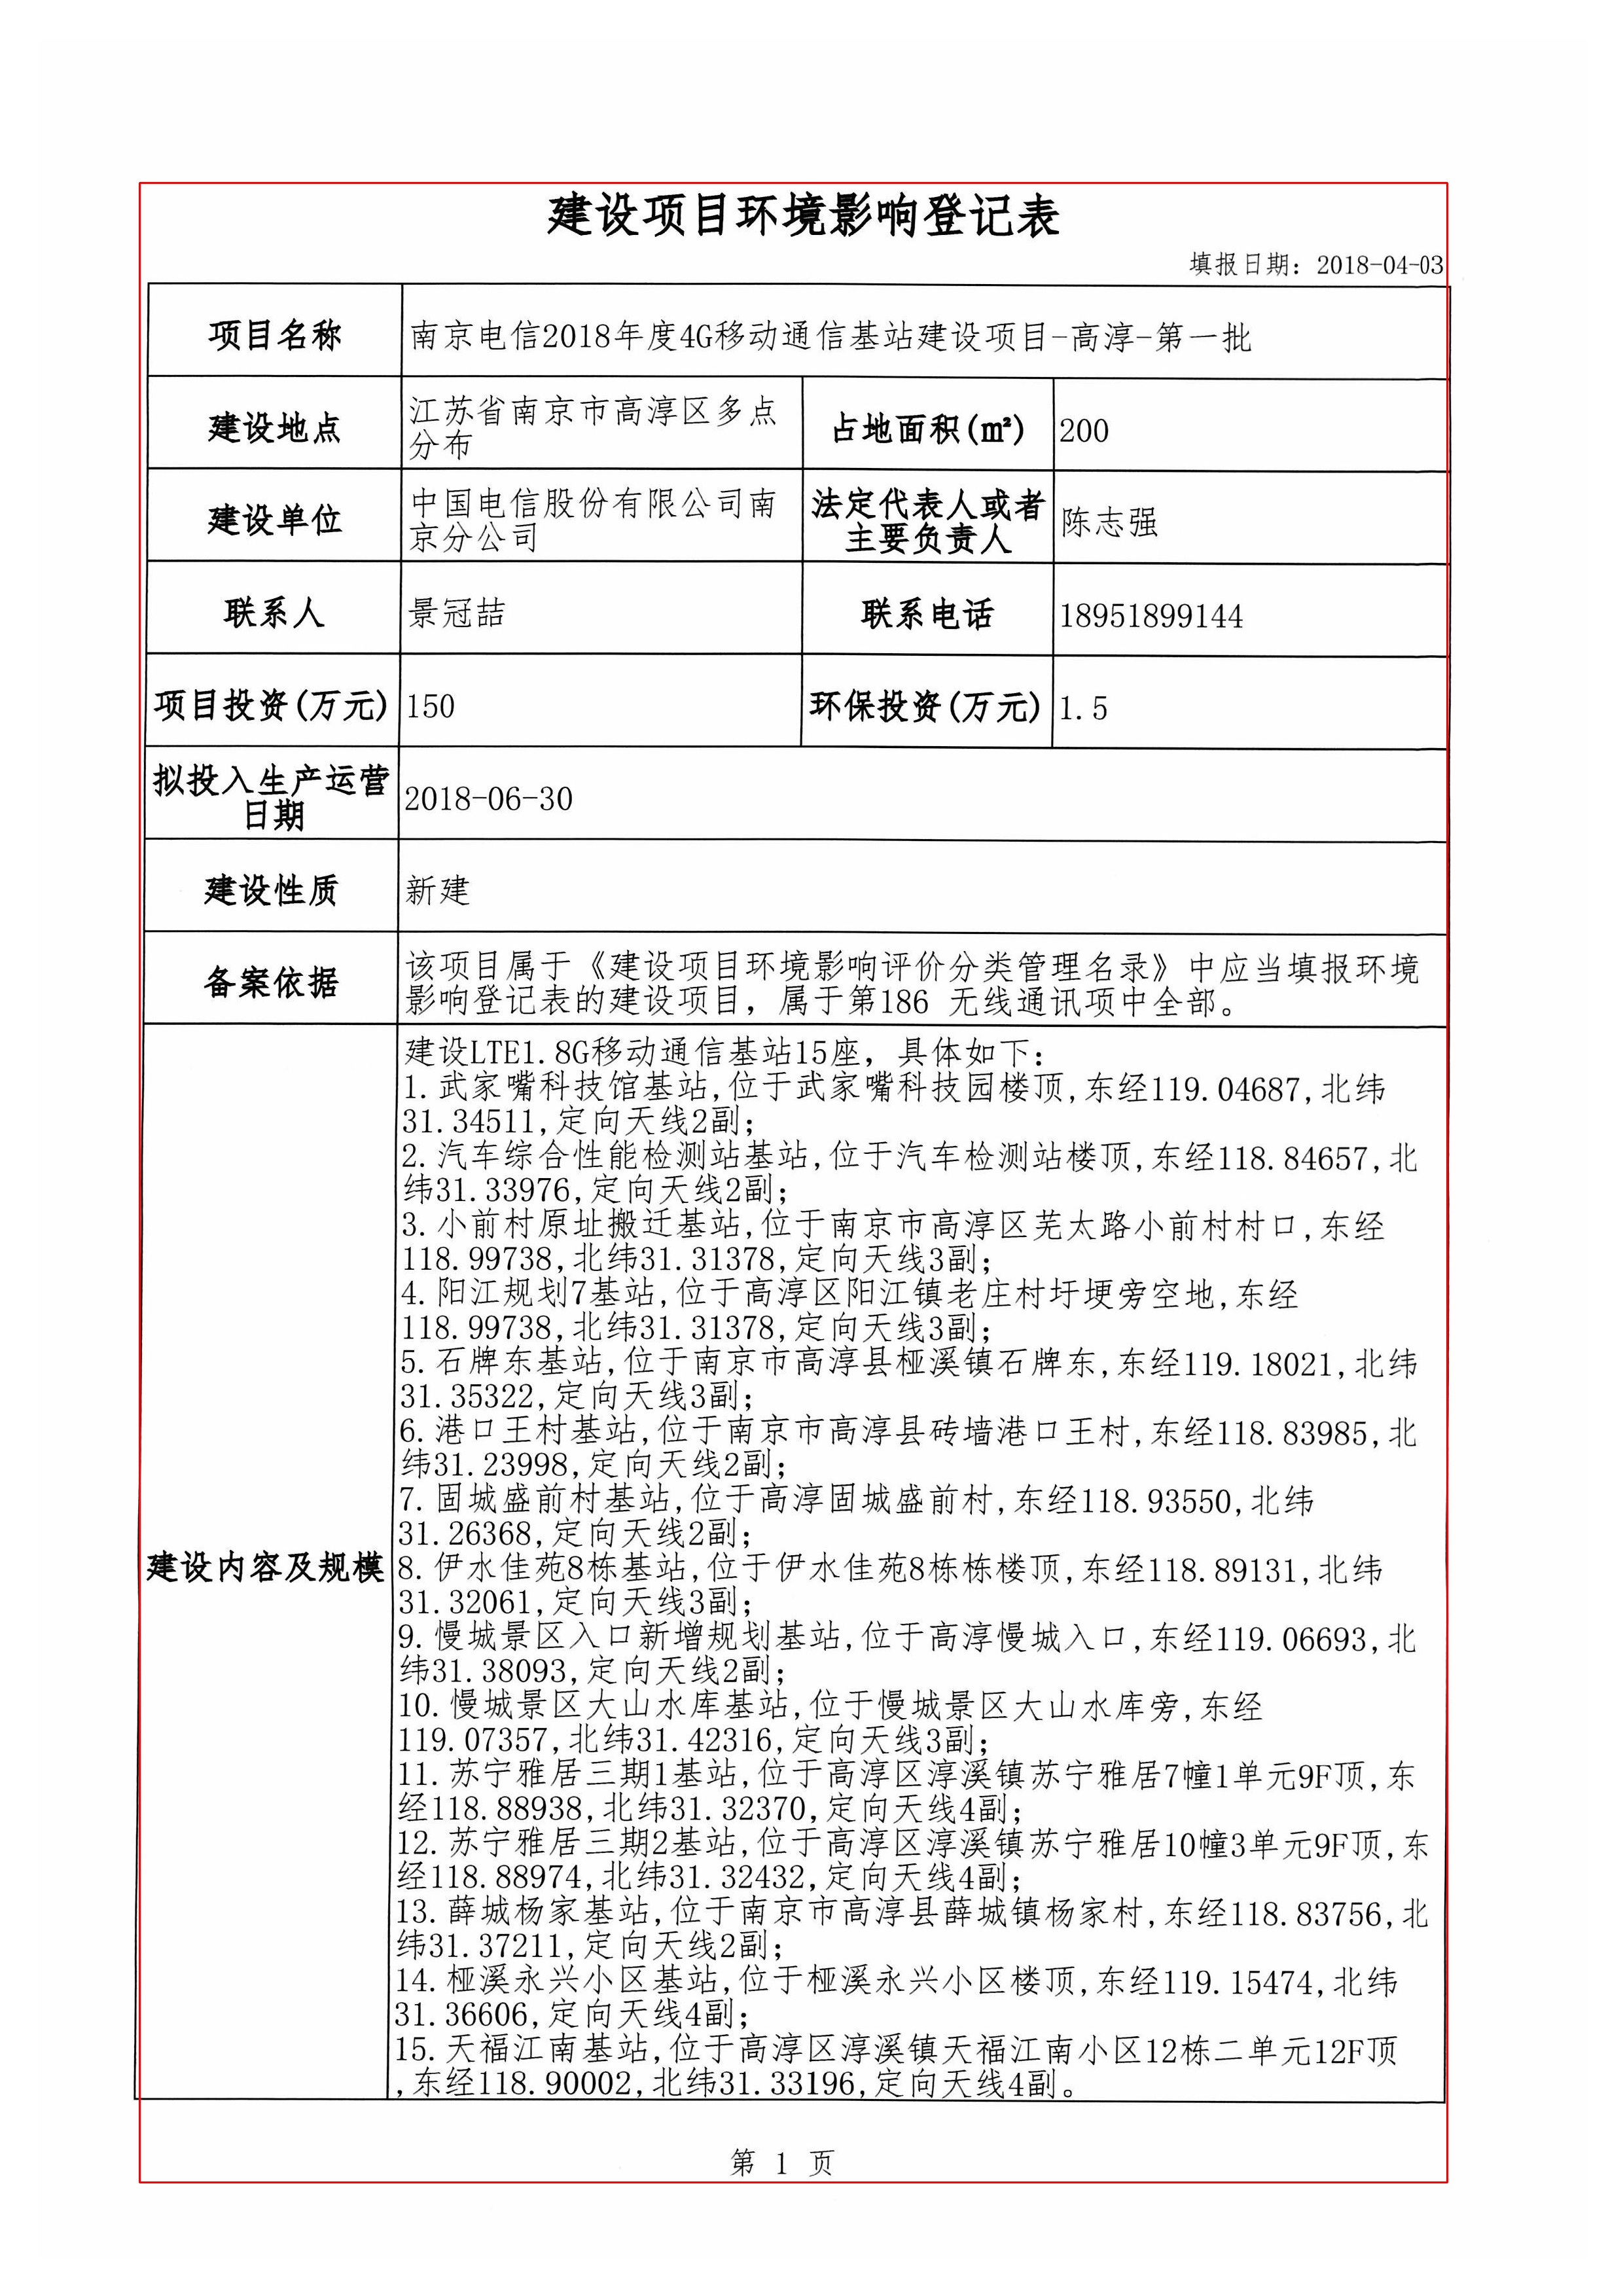 建设项目环境影响登记表
填报日期：2018-04-03
项目名称
南京电信2018年度4G移动通信基站建设项目-高淳-第一批
建设地点
江苏省南京市高淳区多点
分布
占地面积(㎡)
200
建设单位
中国电信股份有限公司南
京分公司
法定代表人或者
主要负责人
陈志强
联系人
景冠喆
联系电话
18951899144
项目投资(万元)
150
环保投资(万元)
1.5
拟投入生产运营
日期
2018-06-30
建设性质
新建
备案依据
该项目属于《建设项目环境影响评价分类管理名录》中应当填报环境
影响登记表的建设项目，属于第186 无线通讯项中全部。
建设内容及规模
建设LTE1.8G移动通信基站15座，具体如下：
1.武家嘴科技馆基站,位于武家嘴科技园楼顶,东经119.04687,北纬
31.34511,定向天线2副;
2.汽车综合性能检测站基站,位于汽车检测站楼顶,东经118.84657,北
纬31.33976,定向天线2副;
3.小前村原址搬迁基站,位于南京市高淳区芜太路小前村村口,东经
118.99738,北纬31.31378,定向天线3副;
4.阳江规划7基站,位于高淳区阳江镇老庄村圩埂旁空地,东经
118.99738,北纬31.31378,定向天线3副;
5.石牌东基站,位于南京市高淳县桠溪镇石牌东,东经119.18021,北纬
31.35322,定向天线3副;
6.港口王村基站,位于南京市高淳县砖墙港口王村,东经118.83985,北
纬31.23998,定向天线2副;
7.固城盛前村基站,位于高淳固城盛前村,东经118.93550,北纬
31.26368,定向天线2副;
8.伊水佳苑8栋基站,位于伊水佳苑8栋栋楼顶,东经118.89131,北纬
31.32061,定向天线3副;
9.慢城景区入口新增规划基站,位于高淳慢城入口,东经119.06693,北
纬31.38093,定向天线2副;
10.慢城景区大山水库基站,位于慢城景区大山水库旁,东经
119.07357,北纬31.42316,定向天线3副;
11.苏宁雅居三期1基站,位于高淳区淳溪镇苏宁雅居7幢1单元9F顶,东
经118.88938,北纬31.32370,定向天线4副;
12.苏宁雅居三期2基站,位于高淳区淳溪镇苏宁雅居10幢3单元9F顶,东
经118.88974,北纬31.32432,定向天线4副;
13.薛城杨家基站,位于南京市高淳县薛城镇杨家村,东经118.83756,北
纬31.37211,定向天线2副;
14.桠溪永兴小区基站,位于桠溪永兴小区楼顶,东经119.15474,北纬
31.36606,定向天线4副;
15.天福江南基站,位于高淳区淳溪镇天福江南小区12栋二单元12F顶
,东经118.90002,北纬31.33196,定向天线4副。
第 1 页